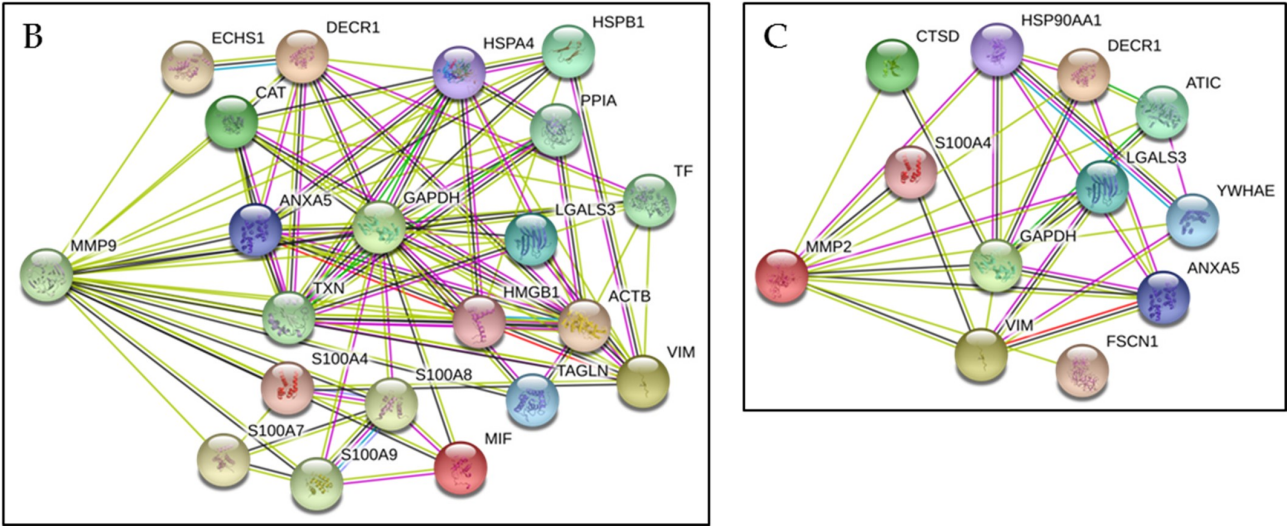 B
ECHS1
DECR1
HSPA4
HSPB1
CAT
PPIA
TF
ANXA5
GAPDH
LGALS3
MMP9
TXN
HMGB1
ACTB
VIM
S100A4
S100A8
TAGLN
S100A7
S100A9
MIF
C
CTSD
HSP90AA1
DECR1
ATIC
S100A4
LGALS3
YWHAE
MMP2
GAPDH
ANXA5
VIM
FSCN1